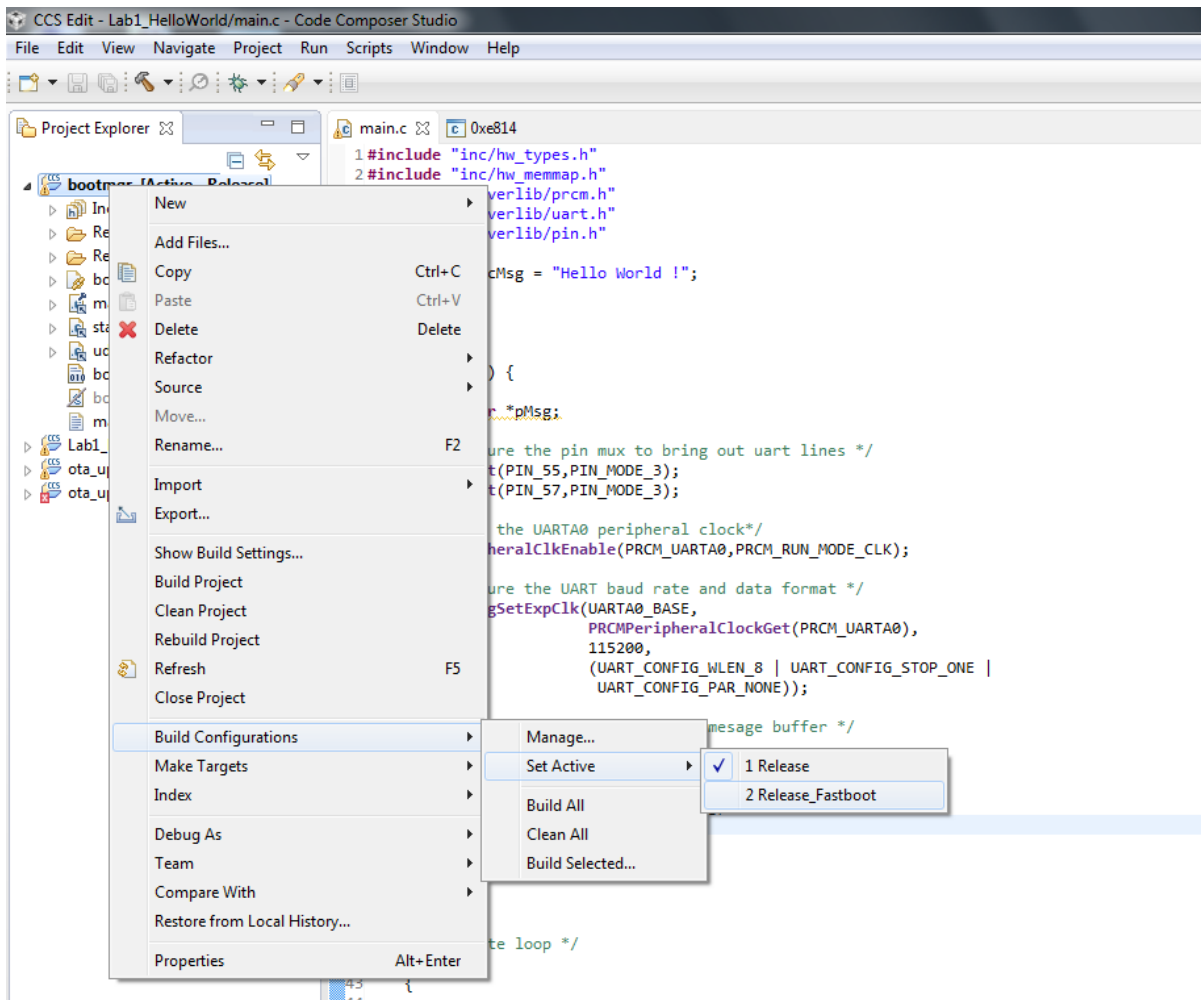 CCS Edit - Lab1_HelloWorld/main.c - Code Composer Studio
File Edit View Navigate Project Run Scripts Window Help
Project Explorer
main.c
0xe814
bootmgr [Active - Release]
Lab1_
New
Add Files...
Copy Ctrl+C
Paste Ctrl+V
Delete Delete
Refactor
Source
Move...
Rename... F2
Import
Export...
Show Build Settings...
Build Project
Clean Project
Rebuild Project
Refresh F5
Close Project
Build Configurations
Make Targets
Index
Debug As
Team
Compare With
Restore from Local History...
Properties Alt+Enter
Manage...
Set Active
Build All
Clean All
Build Selected...
1 Release
2 Release_Fastboot
1 #include "inc/hw_types.h"
2 #include "inc/hw_memmap.h"
verlib/prcm.h"
verlib/uart.h"
verlib/pin.h"
cMsg = "Hello World !";
) {
r *pMsg;
ure the pin mux to bring out uart lines */
t(PIN_55,PIN_MODE_3);
t(PIN_57,PIN_MODE_3);
the UARTA0 peripheral clock*/
heralClkEnable(PRCM_UARTA0,PRCM_RUN_MODE_CLK);
ure the UART baud rate and data format */
gSetExpClk(UARTA0_BASE,
PRCMPeripheralClockGet(PRCM_UARTA0),
115200,
(UART_CONFIG_WLEN_8 | UART_CONFIG_STOP_ONE |
UART_CONFIG_PAR_NONE));
mesage buffer */
te loop */
43 {